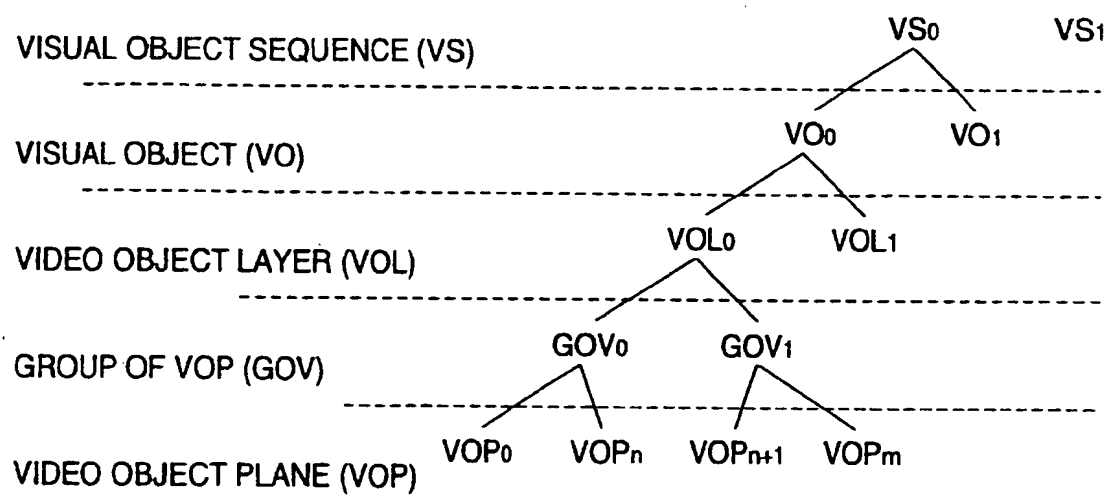 VS0 VS1
VISUAL OBJECT SEQUENCE (VS)
VO0 VO1
VISUAL OBJECT (VO)
VOL0 VOL1
VIDEO OBJECT LAYER (VOL)
GOV0 GOV1
GROUP OF VOP (GOV)
VOP0 VOPn VOPn+1 VOPm
VIDEO OBJECT PLANE (VOP)